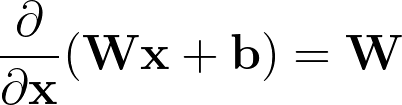 ∂/∂𝐱 (𝐖𝐱 + 𝐛) = 𝐖